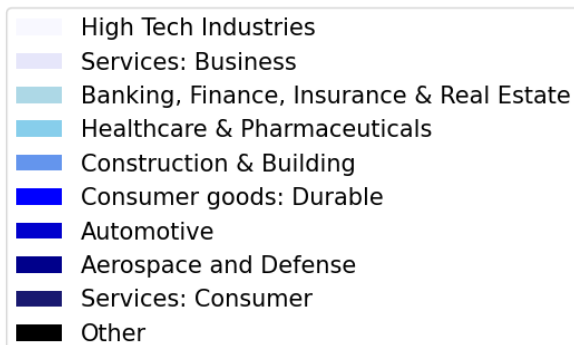 High Tech Industries
Services: Business
Banking, Finance, Insurance & Real Estate
Healthcare & Pharmaceuticals
Construction & Building
Consumer goods: Durable
Automotive
Aerospace and Defense
Services: Consumer
Other